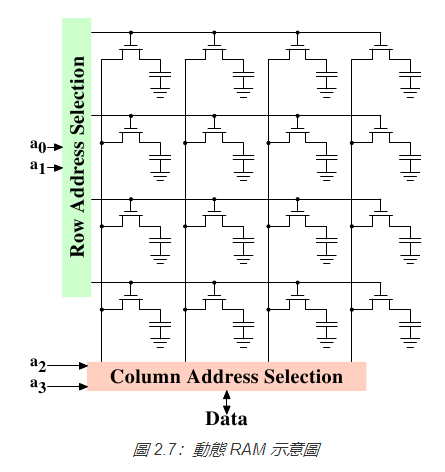 Row Address Selection
a0
a1
a2
a3
Column Address Selection
Data
圖 2.7：動態 RAM 示意圖